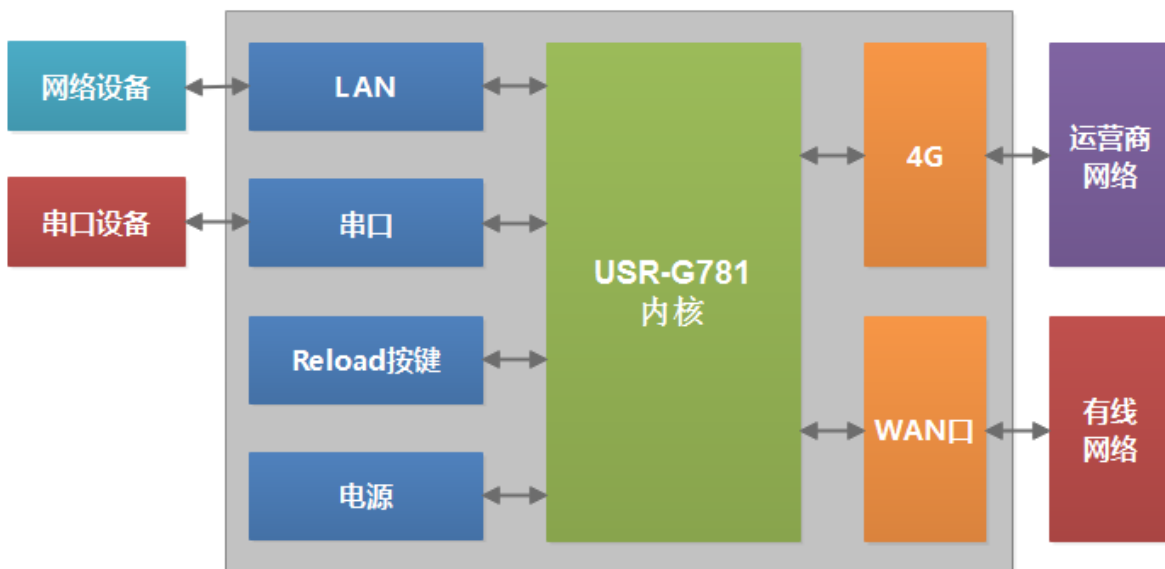 网络设备
LAN
串口设备
串口
Reload按键
电源
USR-G781
内核
4G
WAN口
运营商
网络
有线
网络